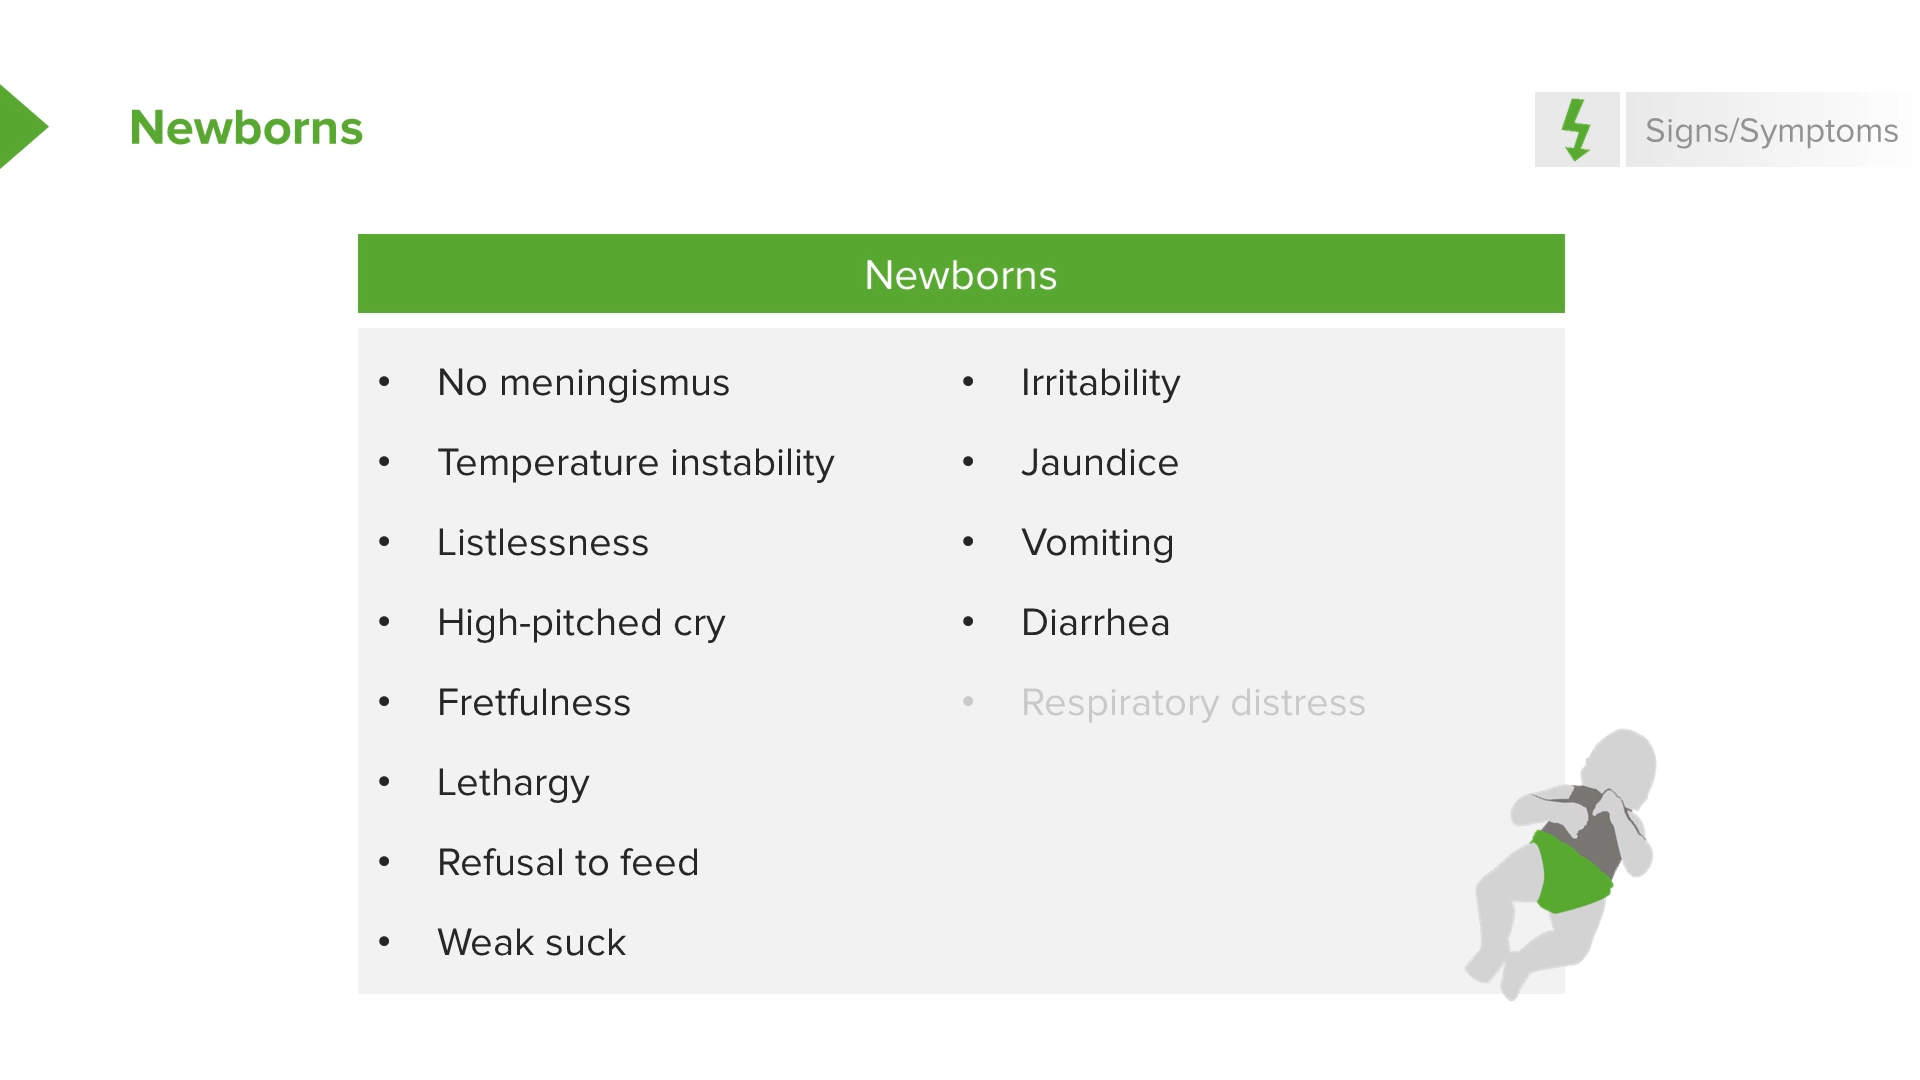 Newborns
Signs/Symptoms
Newborns
• No meningismus
• Temperature instability
• Listlessness
• High-pitched cry
• Fretfulness
• Lethargy
• Refusal to feed
• Weak suck
• Irritability
• Jaundice
• Vomiting
• Diarrhea
• Respiratory distress